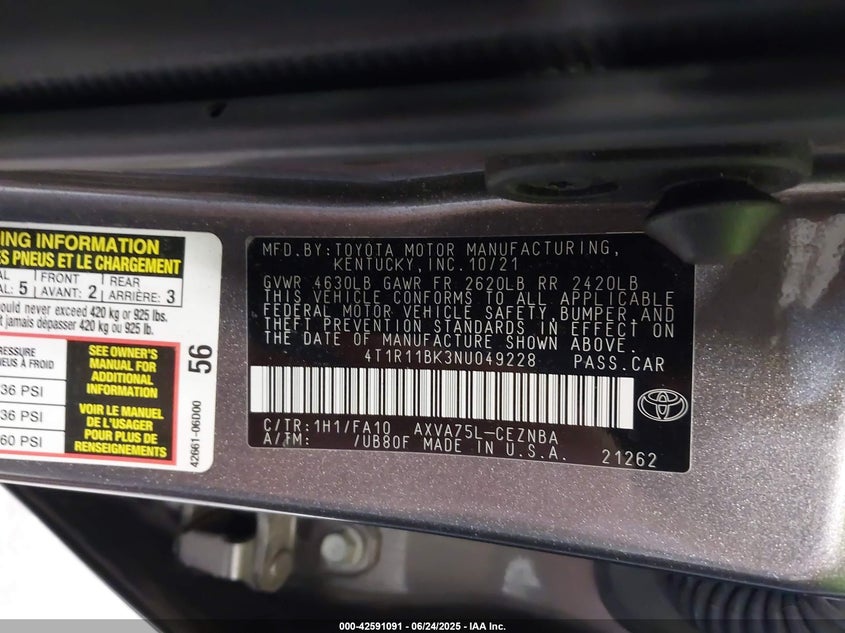 ING INFORMATION
ES PNEUS ET LE CHARGEMENT
AL
AL: 5
FRONT
AVANT: 2
REAR
ARRIÈRE: 3
ould never exceed 420 kg or 925 lbs.
t jamais dépasser 420 kg ou 925 lb.
RESSURE
NEUS À FROID
36 PSI
36 PSI
60 PSI
SEE OWNER'S
MANUAL FOR
ADDITIONAL
INFORMATION
VOIR LE MANUEL
DE L'USAGER
POUR PLUS DE
RENSEIGNEMENTS
56
42661-06D00
MFD.BY:TOYOTA MOTOR MANUFACTURING,
KENTUCKY, INC. 10/21
GVWR 4630LB GAWR FR 2620LB RR 2420LB
THIS VEHICLE CONFORMS TO ALL APPLICABLE
FEDERAL MOTOR VEHICLE SAFETY, BUMPER, AND
THEFT PREVENTION STANDARDS IN EFFECT ON
THE DATE OF MANUFACTURE SHOWN ABOVE.
4T1R11BK3NU049228 PASS.CAR
C/TR:1H1/FA10 AXVA75L-CEZNBA
A/TM: /UB80F MADE IN U.S.A. 21262
000-42591091 - 06/24/2025 - IAA Inc.